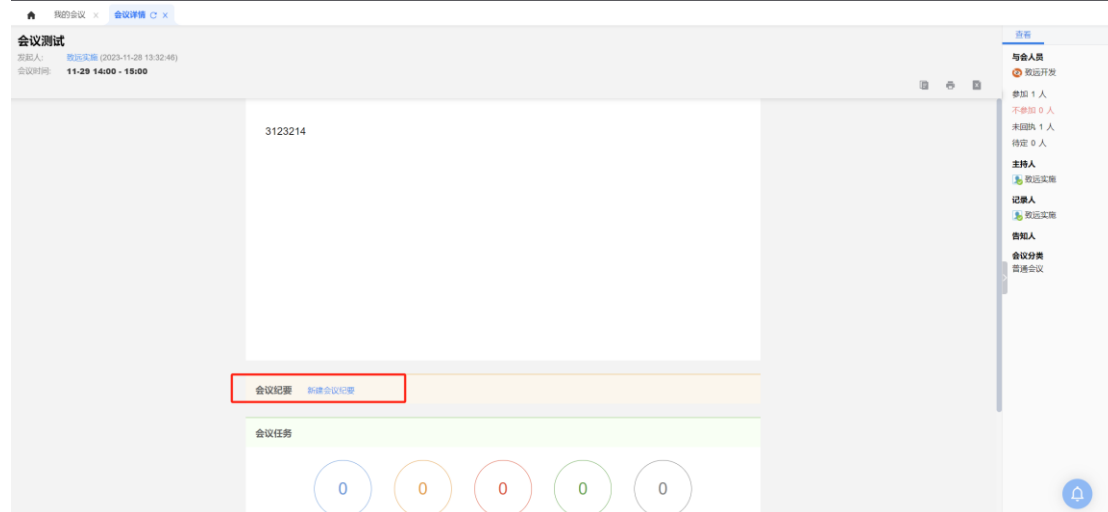 我的会议 × 会议详情 ×
会议测试
发起人: 致远实施 (2023-11-28 13:32:46)
会议时间: 11-29 14:00 - 15:00
3123214
会议纪要 新建会议纪要
会议任务
0 0 0 0 0
查看
与会人员
致远开发
参加 1 人
不参加 0 人
未回执 1 人
待定 0 人
主持人
致远实施
记录人
致远实施
告知人
会议分类
普通会议